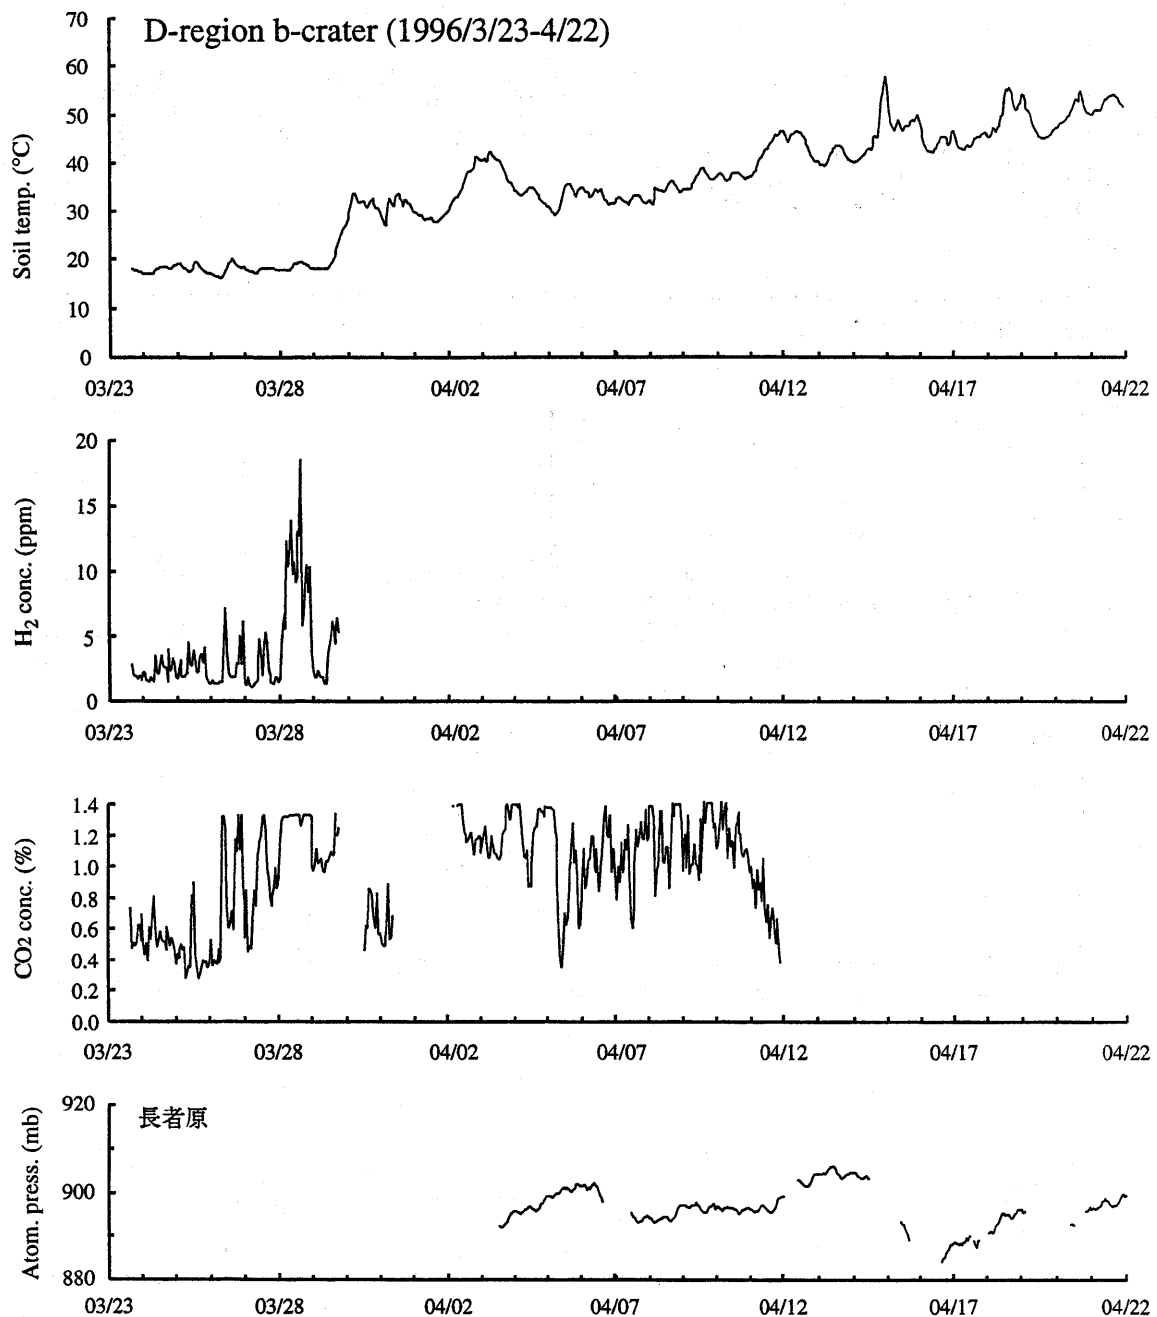 D-region b-crater (1996/3/23-4/22)
Soil temp. (°C)
70
60
50
40
30
20
10
0
03/23 03/28 04/02 04/07 04/12 04/17 04/22
H2 conc. (ppm)
20
15
10
5
0
03/23 03/28 04/02 04/07 04/12 04/17 04/22
CO2 conc. (%)
1.4
1.2
1.0
0.8
0.6
0.4
0.2
0.0
03/23 03/28 04/02 04/07 04/12 04/17 04/22
長者原
Atom. press. (mb)
920
900
880
03/23 03/28 04/02 04/07 04/12 04/17 04/22